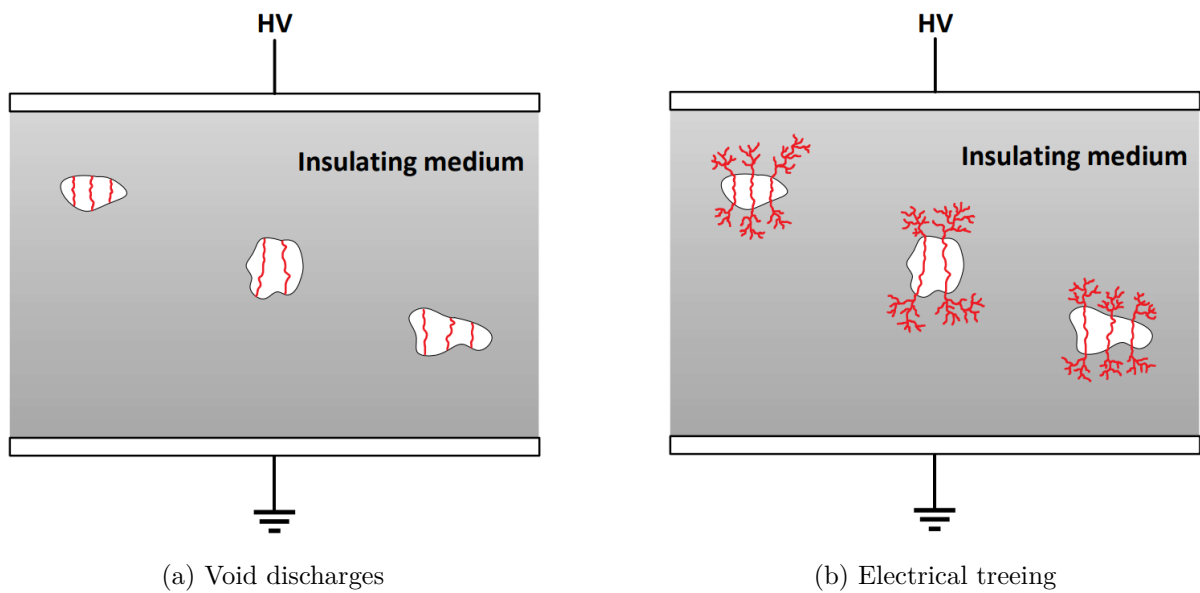 HV
Insulating medium
(a) Void discharges
HV
Insulating medium
(b) Electrical treeing